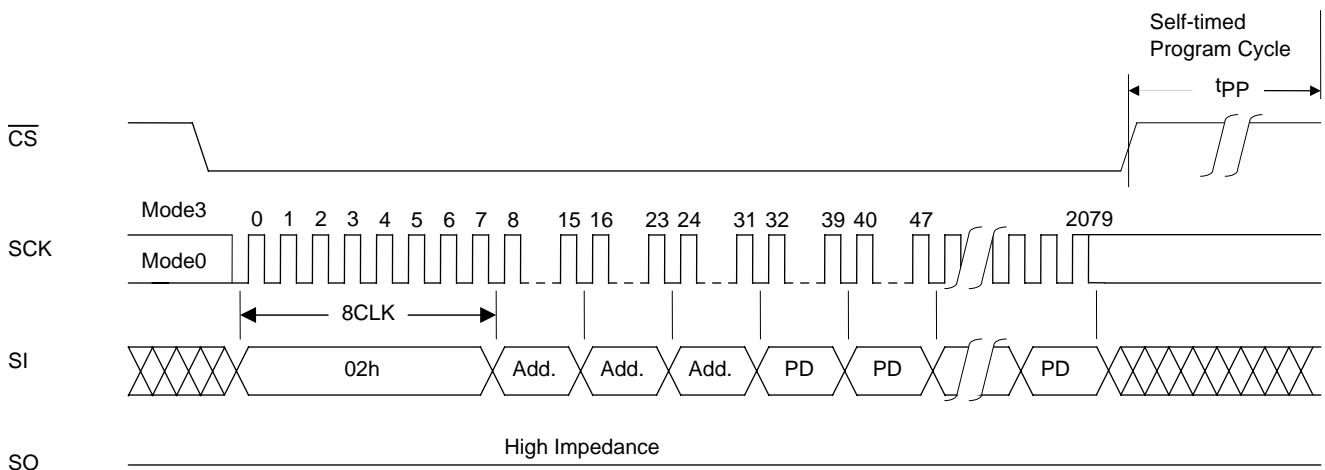 Self-timed
Program Cycle
tPP
CS
Mode3
0 1 2 3 4 5 6 7 8 15 16 23 24 31 32 39 40 47 2079
SCK
Mode0
8CLK
SI
02h Add. Add. Add. PD PD PD
High Impedance
SO